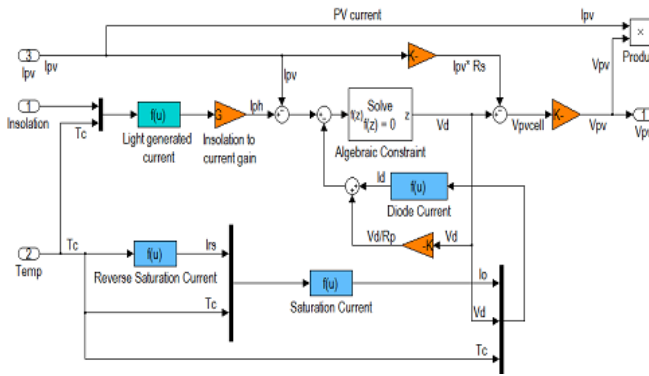 PV current
Ipv
3
Ipv
Ipv
K-
Ipv* Rs
Vpv
×
Produ
Ipv
1
Insolation
Tc
f(u)
Light generated
current
G
Insolation to
current gain
Iph
f(z)
Solve
f(z) = 0
z
Algebraic Constraint
Vd
Vpvcell
K-
Vpv
1
Vpv
Id
f(u)
Diode Current
Vd/Rp
-K
Vd
2
Temp
Tc
f(u)
Reverse Saturation Current
Irs
Tc
f(u)
Saturation Current
Io
Vd
Tc